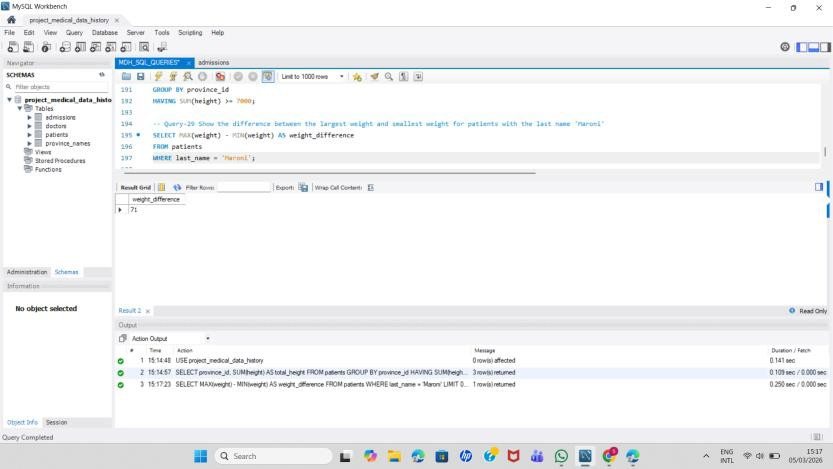 MySQL Workbench
project_medical_data_history ×
File Edit View Query Database Server Tools Scripting Help
Navigator
SCHEMAS
Filter objects
project_medical_data_histo
Tables
admissions
doctors
patients
province_names
Views
Stored Procedures
Functions
Administration Schemas
Information
No object selected
Object Info Session
MDH_SQL_QUERIES* × admissions
Limit to 1000 rows
191 GROUP BY province_id
192 HAVING SUM(height) >= 7000;
193
194 -- Query-29 Show the difference between the largest weight and smallest weight for patients with the last name 'Maroni'
195 SELECT MAX(weight) - MIN(weight) AS weight_difference
196 FROM patients
197 WHERE last_name = 'Maroni';
Result Grid Filter Rows: Export: Wrap Cell Content:
weight_difference
71
Result 2 × Read Only
Output
Action Output
# Time Action Message Duration / Fetch
1 15:14:48 USE project_medical_data_history 0 row(s) affected 0.141 sec
2 15:14:57 SELECT province_id, SUM(height) AS total_height FROM patients GROUP BY province_id HAVING SUM(heigh... 3 row(s) returned 0.109 sec / 0.000 sec
3 15:17:23 SELECT MAX(weight) - MIN(weight) AS weight_difference FROM patients WHERE last_name = 'Maroni' LIMIT 0... 1 row(s) returned 0.250 sec / 0.000 sec
Query Completed
Search
ENG
INTL
15:17
05/03/2026